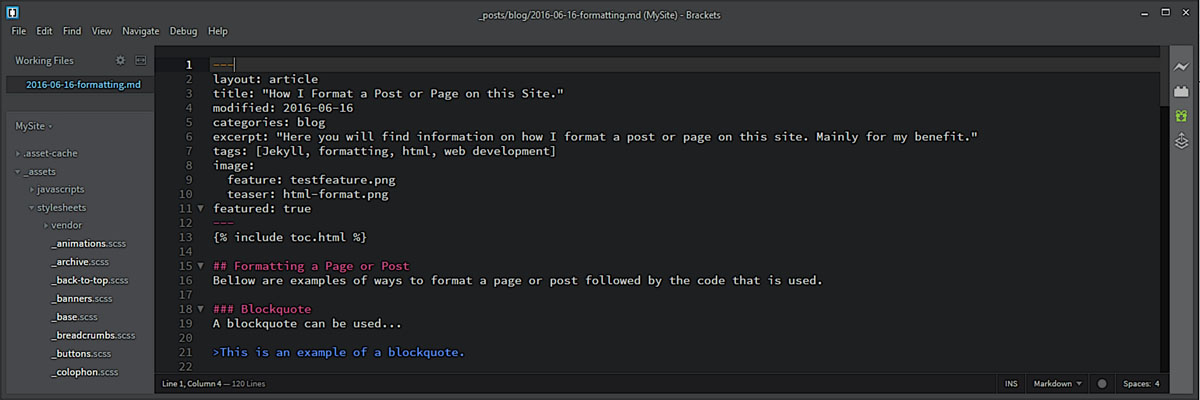 _posts/blog/2016-06-16-formatting.md (MySite) - Brackets
File Edit Find View Navigate Debug Help
Working Files
2016-06-16-formatting.md
MySite
.asset-cache
_assets
javascripts
stylesheets
vendor
_animations.scss
_archive.scss
_back-to-top.scss
_banners.scss
_base.scss
_breadcrumbs.scss
_buttons.scss
_colophon.scss
1 ---
2 layout: article
3 title: "How I Format a Post or Page on this Site."
4 modified: 2016-06-16
5 categories: blog
6 excerpt: "Here you will find information on how I format a post or page on this site. Mainly for my benefit."
7 tags: [Jekyll, formatting, html, web development]
8 image:
9 feature: testfeature.png
10 teaser: html-format.png
11 featured: true
12 ---
13 {% include toc.html %}
14
15 ## Formatting a Page or Post
16 Bellow are examples of ways to format a page or post followed by the code that is used.
17
18 ### Blockquote
19 A blockquote can be used...
20
21 >This is an example of a blockquote.
22
Line 1, Column 4 — 120 Lines
INS Markdown Spaces: 4